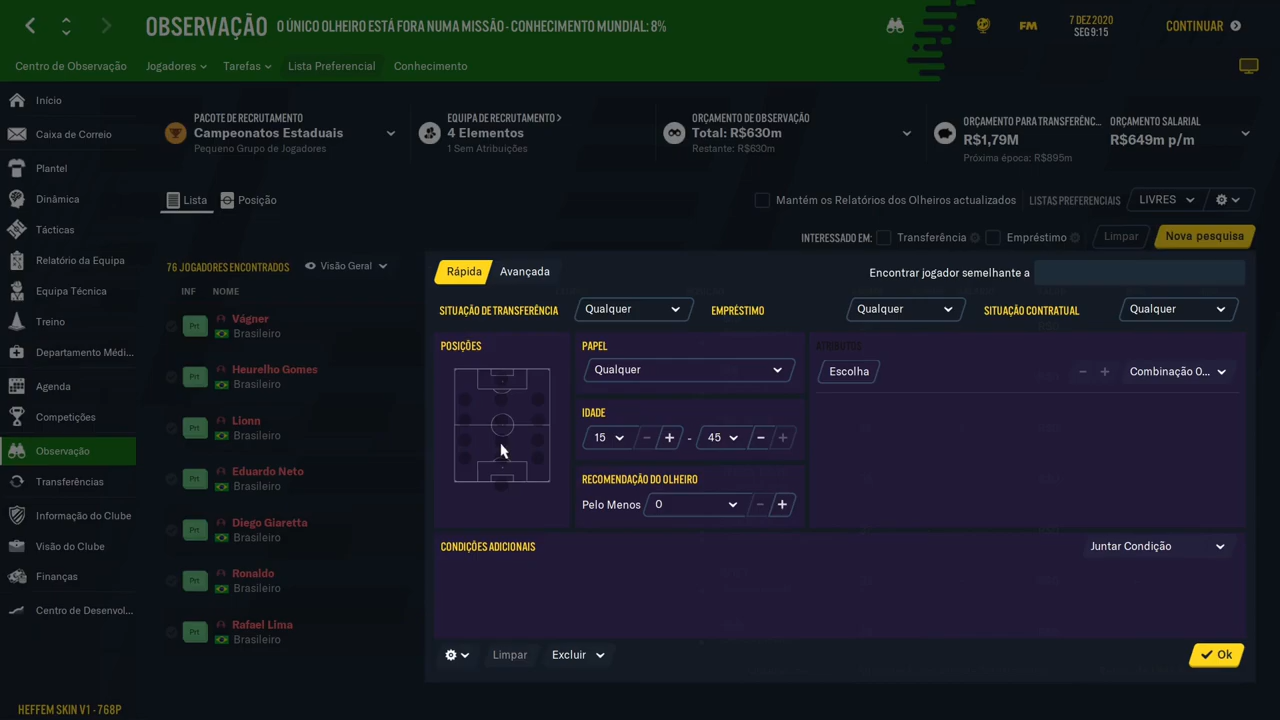 OBSERVAÇÃO O ÚNICO OLHEIRO ESTÁ FORA NUMA MISSÃO - CONHECIMENTO MUNDIAL: 8% FM 7 DEZ 2020 SEG 9:15 CONTINUAR
Centro de Observação Jogadores Tarefas Lista Preferencial Conhecimento
Início
Caixa de Correio
Plantel
Dinâmica
Tácticas
Relatório da Equipa
Equipa Técnica
Treino
Departamento Médi...
Agenda
Competições
Observação
Transferências
Informação do Clube
Visão do Clube
Finanças
Centro de Desenvol...
HEFFEM SKIN V1 - 768P
PACOTE DE RECRUTAMENTO
Campeonatos Estaduais
Pequeno Grupo de Jogadores
EQUIPA DE RECRUTAMENTO >
4 Elementos
1 Sem Atribuições
ORÇAMENTO DE OBSERVAÇÃO
Total: R$630m
Restante: R$630m
ORÇAMENTO PARA TRANSFERÊNC... ORÇAMENTO SALARIAL
R$1,79M R$649m p/m
Próxima época: R$895m
Lista Posição
Mantém os Relatórios dos Olheiros actualizados LISTAS PREFERENCIAIS LIVRES
INTERESSADO EM: Transferência Empréstimo Limpar Nova pesquisa
76 JOGADORES ENCONTRADOS Visão Geral
INF NOME
Prt Vágner
Brasileiro
Prt Heurelho Gomes
Brasileiro
Prt Lionn
Brasileiro
Prt Eduardo Neto
Brasileiro
Prt Diego Giaretta
Brasileiro
Prt Ronaldo
Brasileiro
Prt Rafael Lima
Brasileiro
Rápida Avançada Encontrar jogador semelhante a
SITUAÇÃO DE TRANSFERÊNCIA Qualquer EMPRÉSTIMO Qualquer SITUAÇÃO CONTRATUAL Qualquer
POSIÇÕES
PAPEL
Qualquer
IDADE
15 - + - 45 - +
RECOMENDAÇÃO DO OLHEIRO
Pelo Menos 0 - +
ATRIBUTOS
Escolha - + Combinação O...
CONDIÇÕES ADICIONAIS Juntar Condição
Limpar Excluir Ok